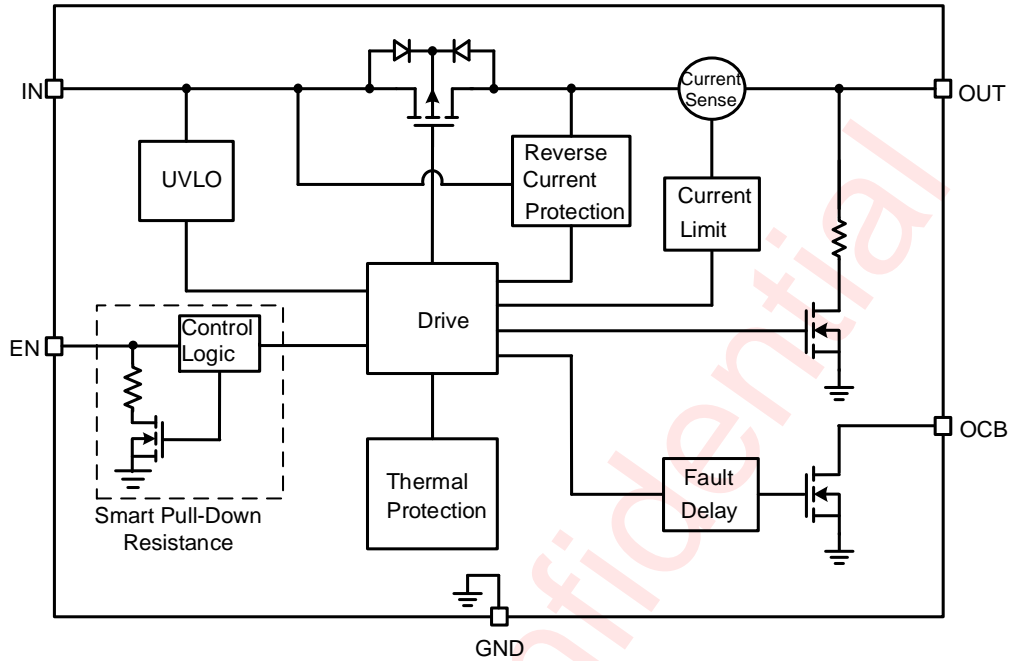 IN
OUT
Current
Sense
UVLO
Reverse
Current
Protection
Current
Limit
Drive
EN
Control
Logic
OCB
Smart Pull-Down
Resistance
Thermal
Protection
Fault
Delay
GND
nfidential